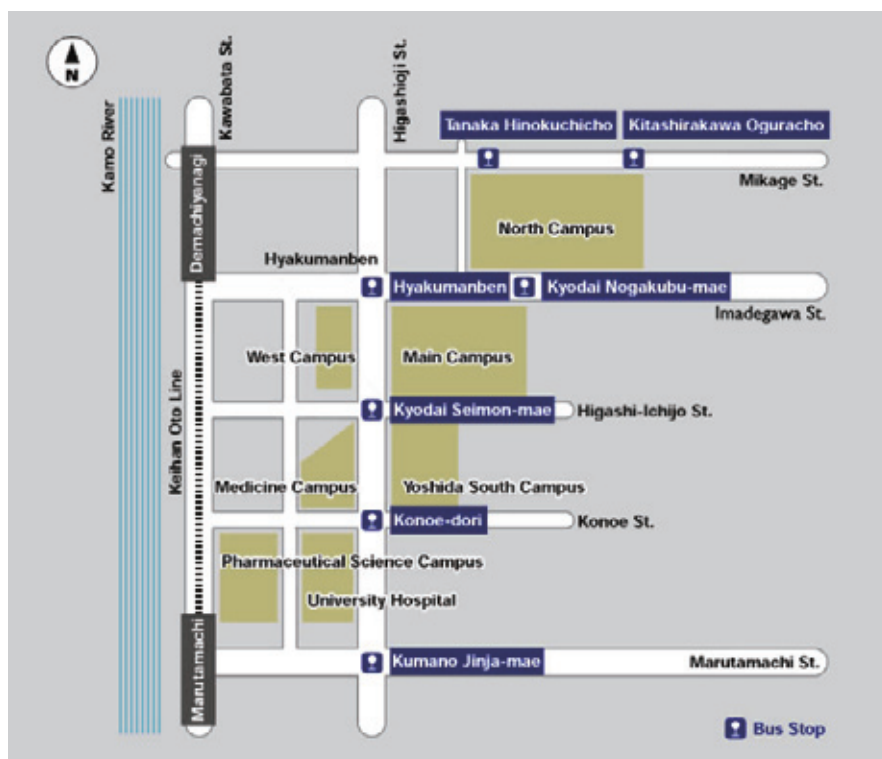 N
Kamo River
Kawabata St.
Higashioji St.
Tanaka Hinokuchicho
Kitashirakawa Oguracho
Mikage St.
Demachiyanagi
North Campus
Hyakumanben
Hyakumanben
Kyodai Nogakubu-mae
Imadegawa St.
West Campus
Main Campus
Keihan Oto Line
Kyodai Seimon-mae
Higashi-Ichijo St.
Medicine Campus
Yoshida South Campus
Konoe-dori
Konoe St.
Pharmaceutical Science Campus
University Hospital
Marutamachi
Kumano Jinja-mae
Marutamachi St.
Bus Stop